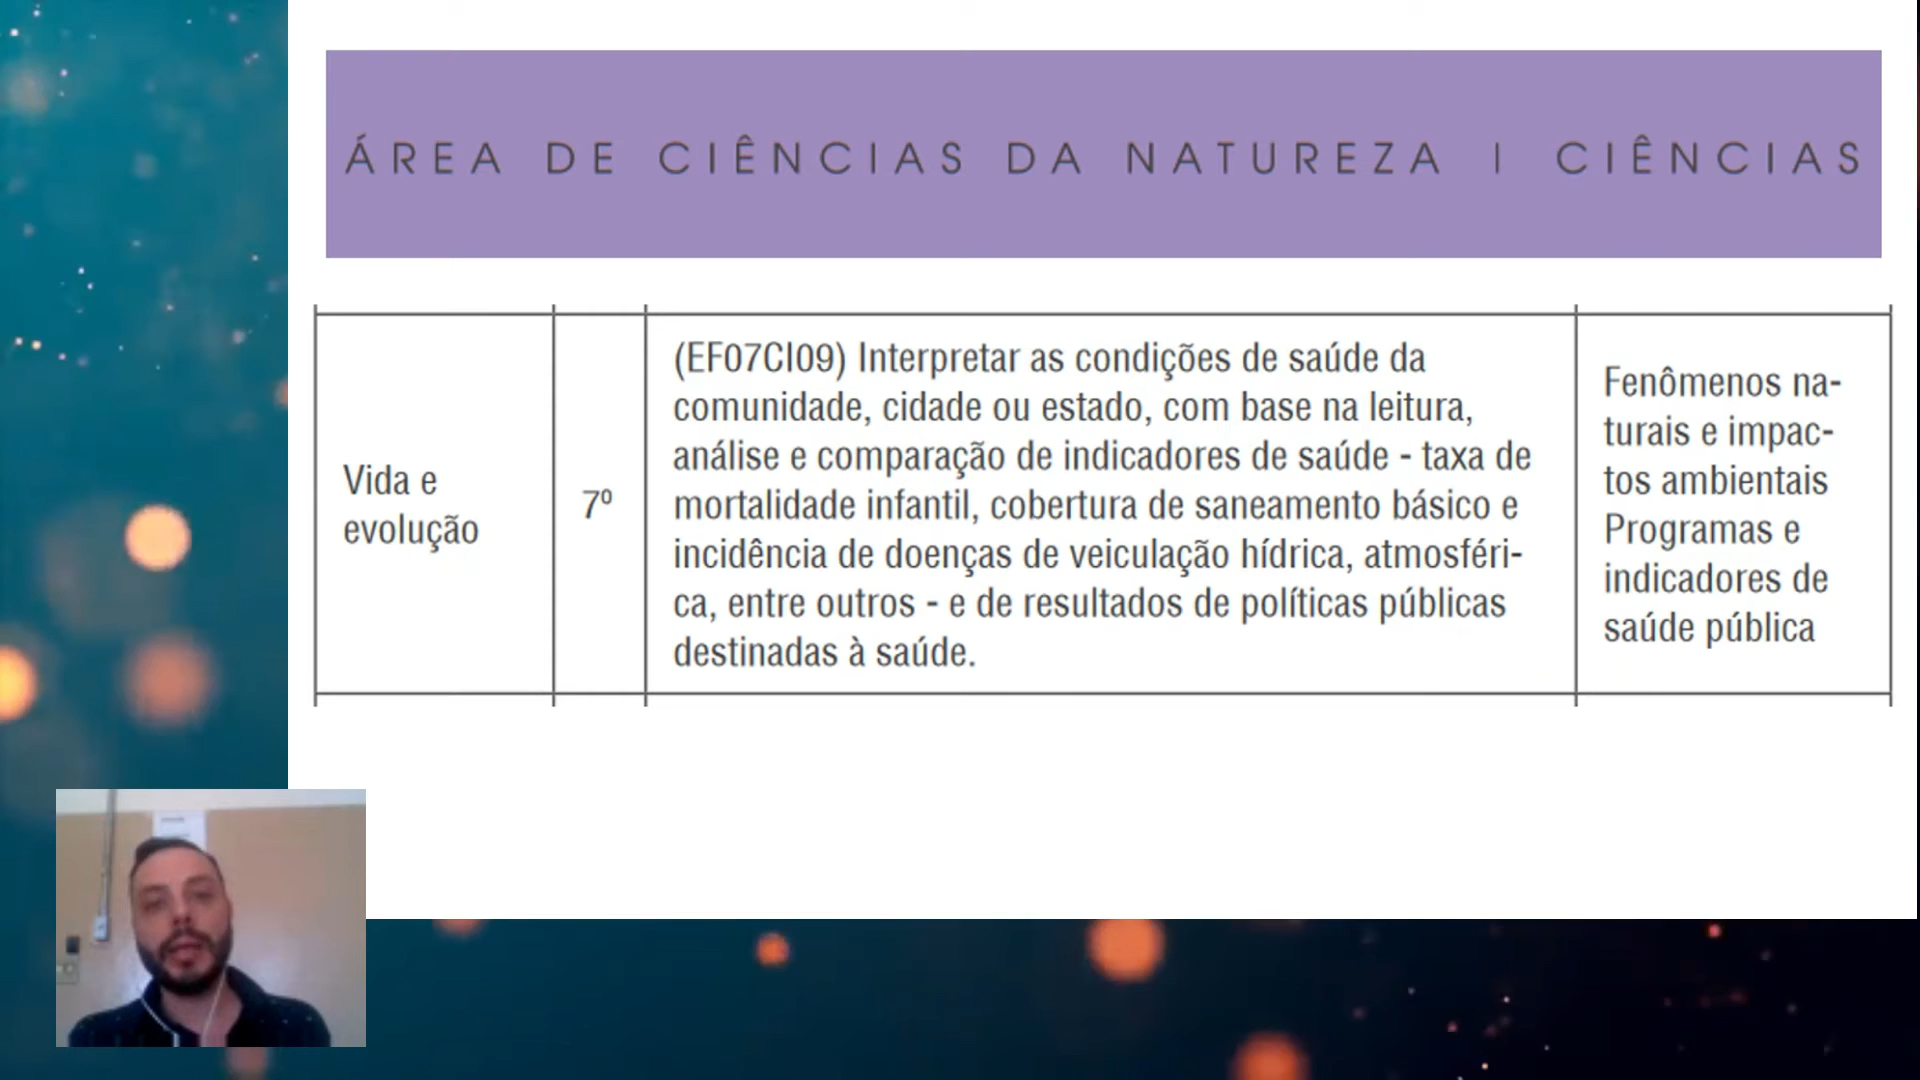 ÁREA DE CIÊNCIAS DA NATUREZA | CIÊNCIAS
Vida e
evolução
7º
(EF07CI09) Interpretar as condições de saúde da
comunidade, cidade ou estado, com base na leitura,
análise e comparação de indicadores de saúde - taxa de
mortalidade infantil, cobertura de saneamento básico e
incidência de doenças de veiculação hídrica, atmosféri-
ca, entre outros - e de resultados de políticas públicas
destinadas à saúde.
Fenômenos na-
turais e impac-
tos ambientais
Programas e
indicadores de
saúde pública